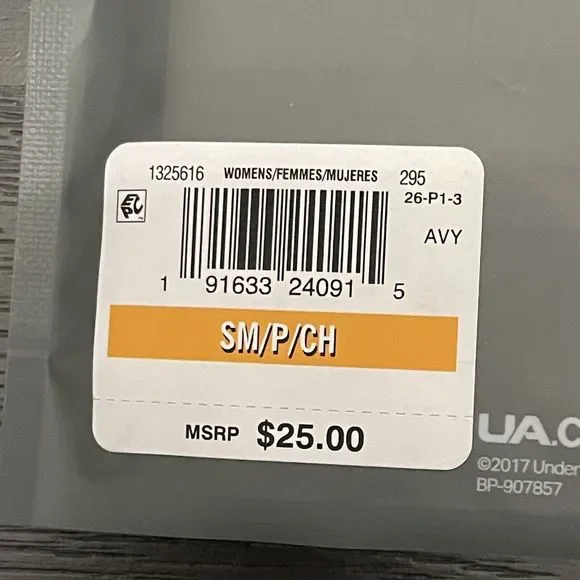 1325616 WOMENS/FEMMES/MUJERES 295
26-P1-3
AVY
1 91633 24091 5
SM/P/CH
MSRP $25.00
UA.C
©2017 Under
BP-907857